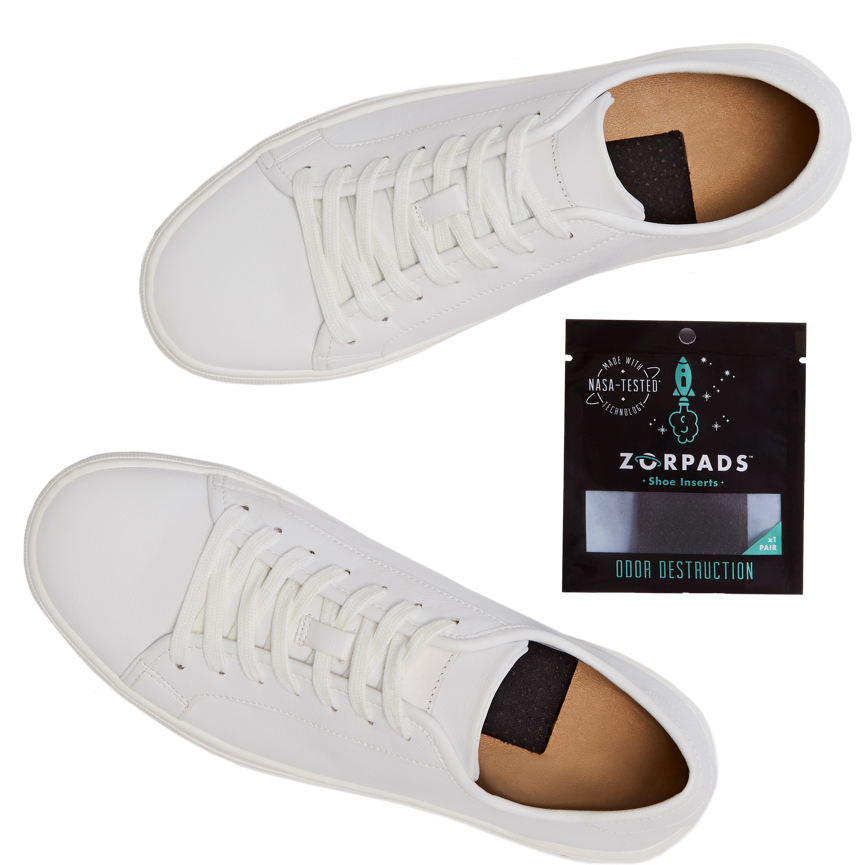 MADE WITH
NASA-TESTED*
TECHNOLOGY
ZORPADS™
· Shoe Inserts ·
x1
PAIR
ODOR DESTRUCTION